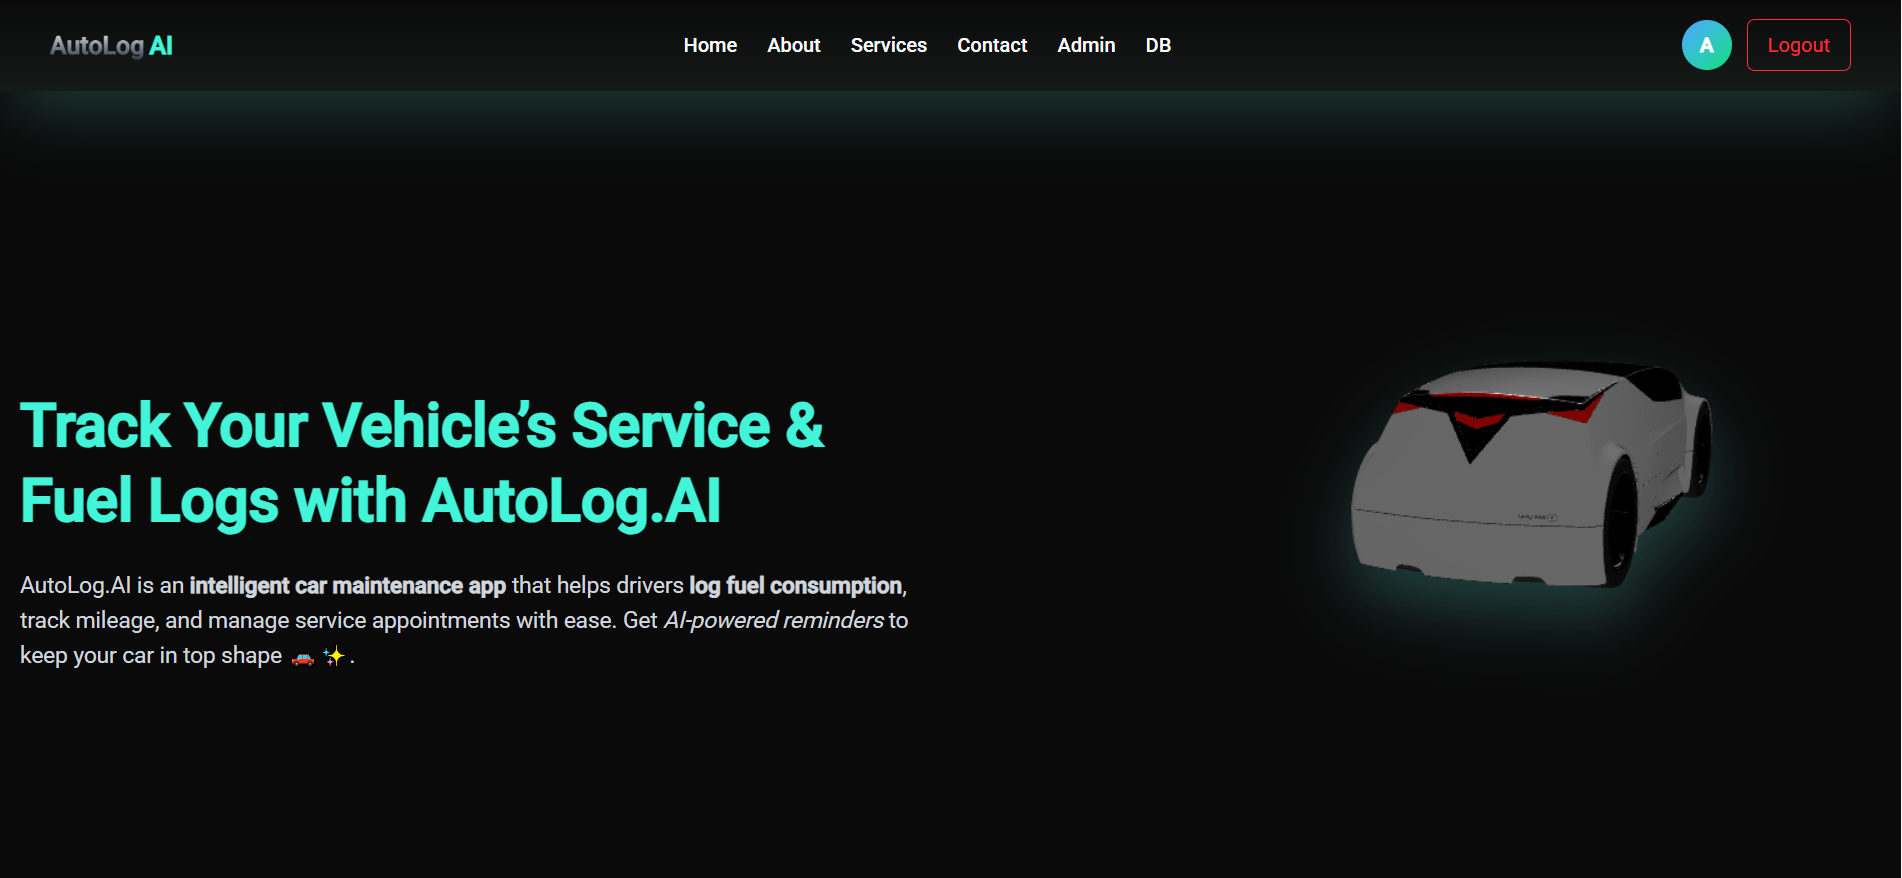 AutoLog AI
Home About Services Contact Admin DB
A
Logout
Track Your Vehicle’s Service &
Fuel Logs with AutoLog.AI
AutoLog.AI is an intelligent car maintenance app that helps drivers log fuel consumption,
track mileage, and manage service appointments with ease. Get AI-powered reminders to
keep your car in top shape 🚗 ✨.